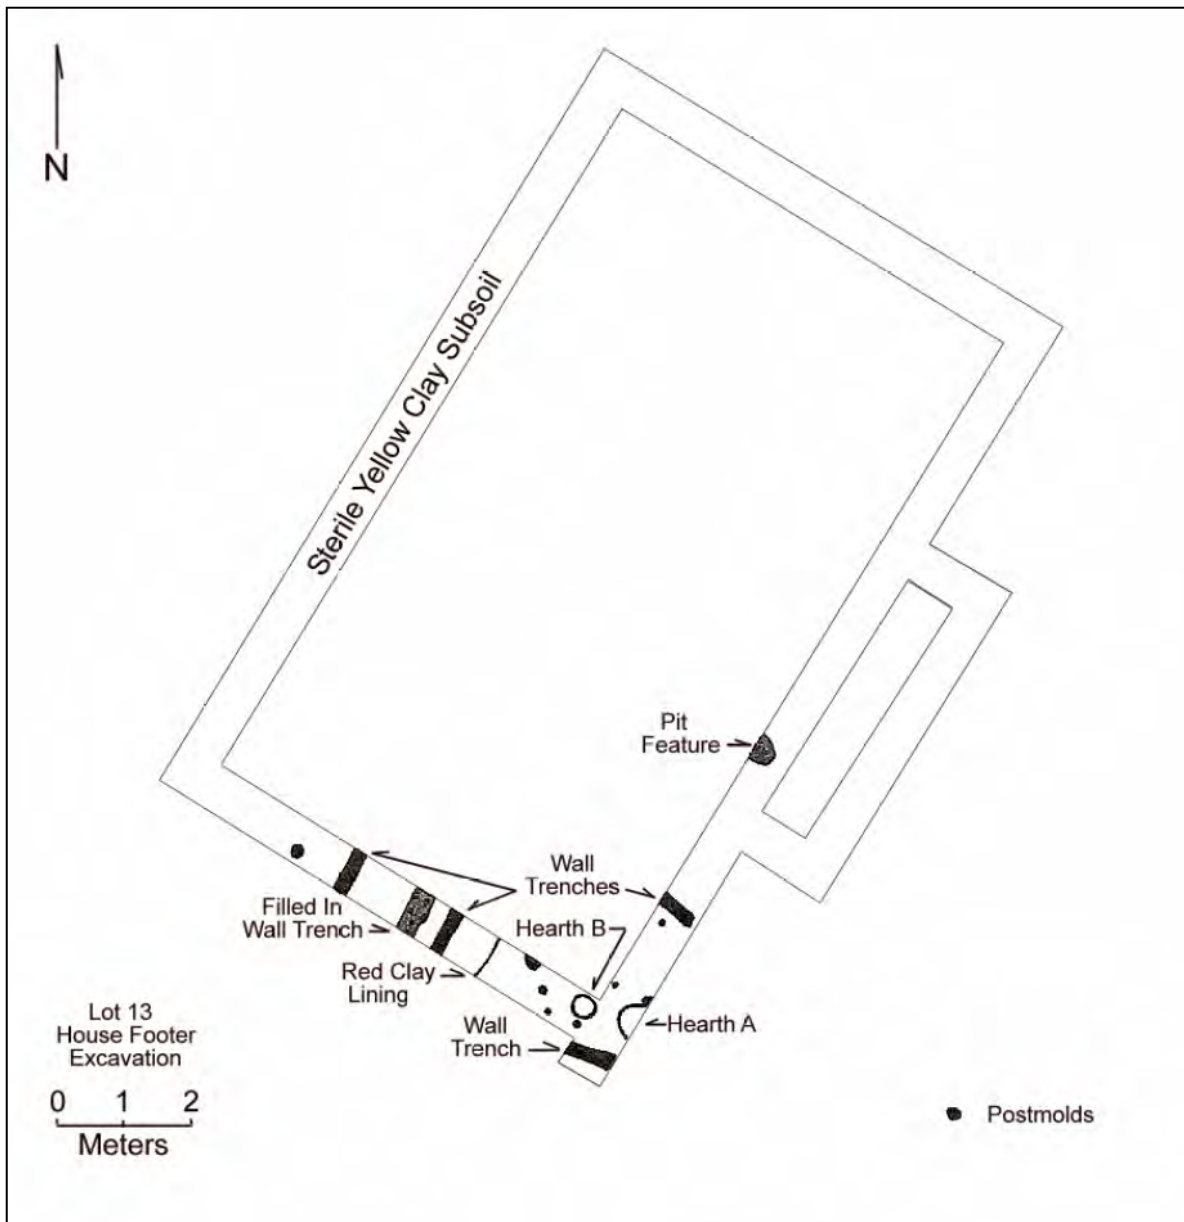 N
Sterile Yellow Clay Subsoil
Pit
Feature
Wall
Trenches
Filled In
Wall Trench
Hearth B
Red Clay
Lining
Wall
Trench
Hearth A
Lot 13
House Footer
Excavation
0 1 2
Meters
Postmolds